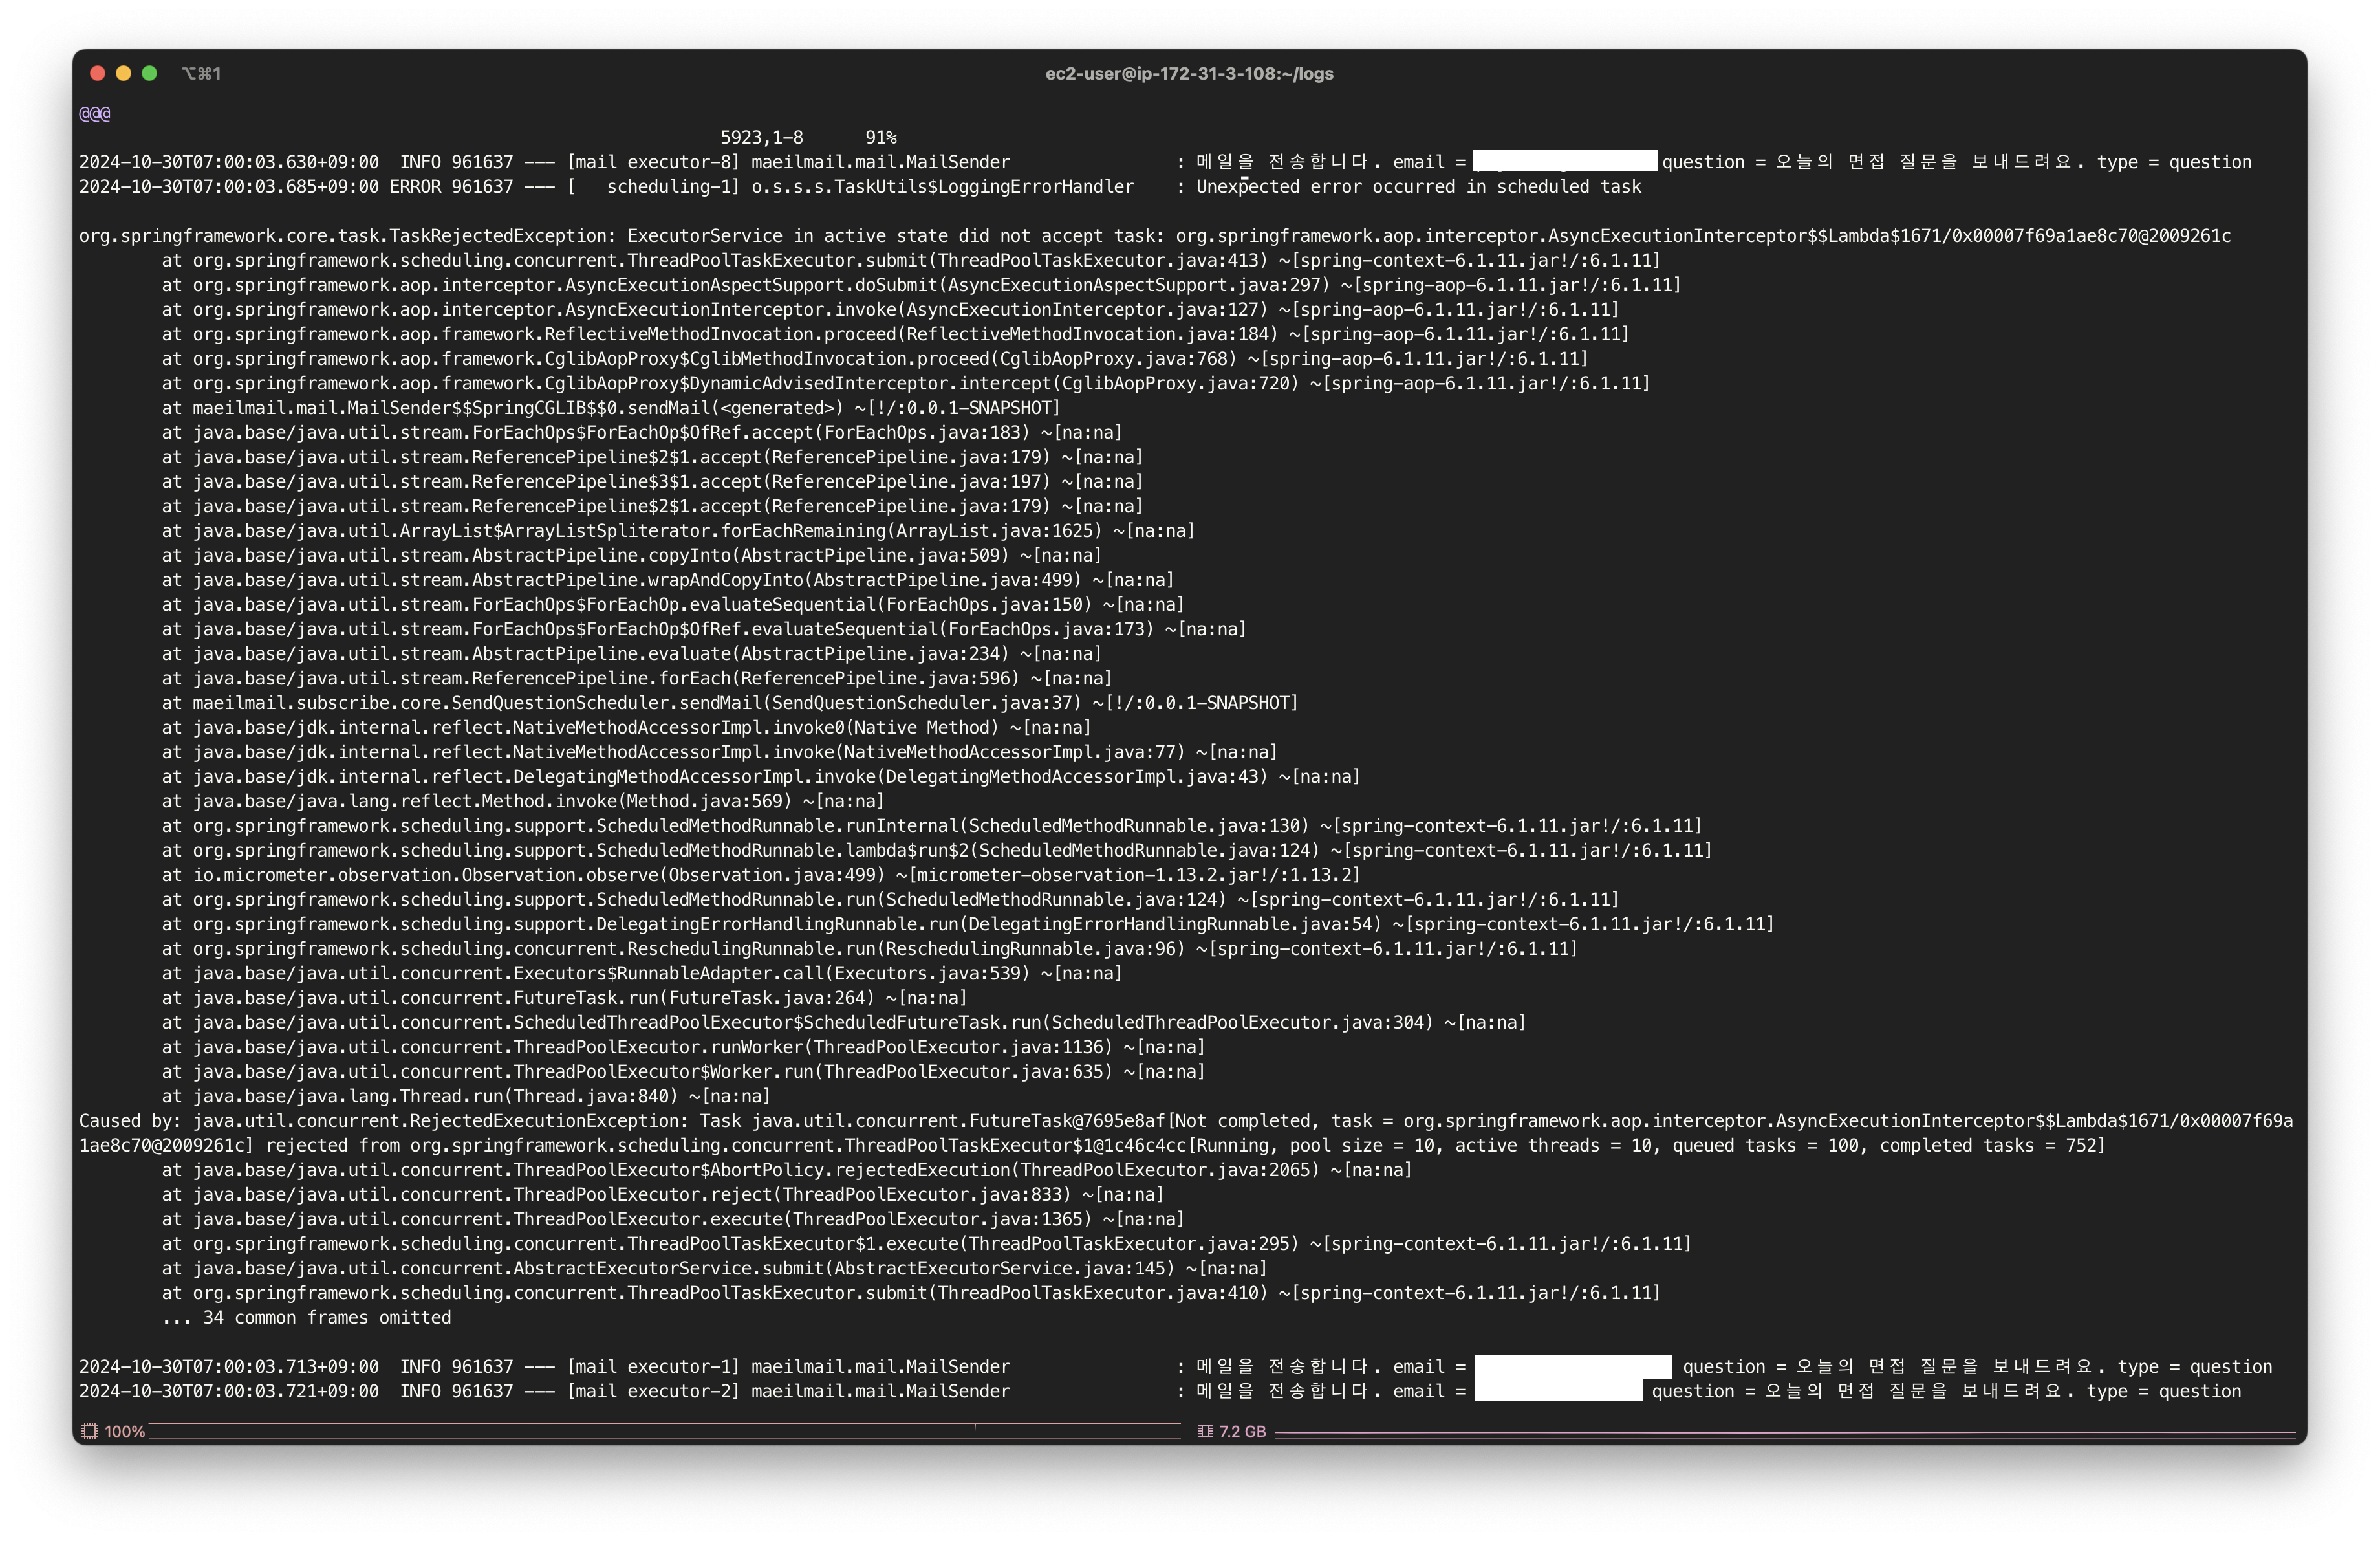 ⌥⌘1
ec2-user@ip-172-31-3-108:~/logs
@@@
5923,1-8 91%
2024-10-30T07:00:03.630+09:00  INFO 961637 --- [mail executor-8] maeilmail.mail.MailSender : 메일을 전송합니다. email = question = 오늘의 면접 질문을 보내드려요. type = question
2024-10-30T07:00:03.685+09:00 ERROR 961637 --- [   scheduling-1] o.s.s.s.TaskUtils$LoggingErrorHandler : Unexpected error occurred in scheduled task
org.springframework.core.task.TaskRejectedException: ExecutorService in active state did not accept task: org.springframework.aop.interceptor.AsyncExecutionInterceptor$$Lambda$1671/0x00007f69a1ae8c70@2009261c
at org.springframework.scheduling.concurrent.ThreadPoolTaskExecutor.submit(ThreadPoolTaskExecutor.java:413) ~[spring-context-6.1.11.jar!/:6.1.11]
at org.springframework.aop.interceptor.AsyncExecutionAspectSupport.doSubmit(AsyncExecutionAspectSupport.java:297) ~[spring-aop-6.1.11.jar!/:6.1.11]
at org.springframework.aop.interceptor.AsyncExecutionInterceptor.invoke(AsyncExecutionInterceptor.java:127) ~[spring-aop-6.1.11.jar!/:6.1.11]
at org.springframework.aop.framework.ReflectiveMethodInvocation.proceed(ReflectiveMethodInvocation.java:184) ~[spring-aop-6.1.11.jar!/:6.1.11]
at org.springframework.aop.framework.CglibAopProxy$CglibMethodInvocation.proceed(CglibAopProxy.java:768) ~[spring-aop-6.1.11.jar!/:6.1.11]
at org.springframework.aop.framework.CglibAopProxy$DynamicAdvisedInterceptor.intercept(CglibAopProxy.java:720) ~[spring-aop-6.1.11.jar!/:6.1.11]
at maeilmail.mail.MailSender$$SpringCGLIB$$0.sendMail(<generated>) ~[!/:0.0.1-SNAPSHOT]
at java.base/java.util.stream.ForEachOps$ForEachOp$OfRef.accept(ForEachOps.java:183) ~[na:na]
at java.base/java.util.stream.ReferencePipeline$2$1.accept(ReferencePipeline.java:179) ~[na:na]
at java.base/java.util.stream.ReferencePipeline$3$1.accept(ReferencePipeline.java:197) ~[na:na]
at java.base/java.util.stream.ReferencePipeline$2$1.accept(ReferencePipeline.java:179) ~[na:na]
at java.base/java.util.ArrayList$ArrayListSpliterator.forEachRemaining(ArrayList.java:1625) ~[na:na]
at java.base/java.util.stream.AbstractPipeline.copyInto(AbstractPipeline.java:509) ~[na:na]
at java.base/java.util.stream.AbstractPipeline.wrapAndCopyInto(AbstractPipeline.java:499) ~[na:na]
at java.base/java.util.stream.ForEachOps$ForEachOp.evaluateSequential(ForEachOps.java:150) ~[na:na]
at java.base/java.util.stream.ForEachOps$ForEachOp$OfRef.evaluateSequential(ForEachOps.java:173) ~[na:na]
at java.base/java.util.stream.AbstractPipeline.evaluate(AbstractPipeline.java:234) ~[na:na]
at java.base/java.util.stream.ReferencePipeline.forEach(ReferencePipeline.java:596) ~[na:na]
at maeilmail.subscribe.core.SendQuestionScheduler.sendMail(SendQuestionScheduler.java:37) ~[!/:0.0.1-SNAPSHOT]
at java.base/jdk.internal.reflect.NativeMethodAccessorImpl.invoke0(Native Method) ~[na:na]
at java.base/jdk.internal.reflect.NativeMethodAccessorImpl.invoke(NativeMethodAccessorImpl.java:77) ~[na:na]
at java.base/jdk.internal.reflect.DelegatingMethodAccessorImpl.invoke(DelegatingMethodAccessorImpl.java:43) ~[na:na]
at java.base/java.lang.reflect.Method.invoke(Method.java:569) ~[na:na]
at org.springframework.scheduling.support.ScheduledMethodRunnable.runInternal(ScheduledMethodRunnable.java:130) ~[spring-context-6.1.11.jar!/:6.1.11]
at org.springframework.scheduling.support.ScheduledMethodRunnable.lambda$run$2(ScheduledMethodRunnable.java:124) ~[spring-context-6.1.11.jar!/:6.1.11]
at io.micrometer.observation.Observation.observe(Observation.java:499) ~[micrometer-observation-1.13.2.jar!/:1.13.2]
at org.springframework.scheduling.support.ScheduledMethodRunnable.run(ScheduledMethodRunnable.java:124) ~[spring-context-6.1.11.jar!/:6.1.11]
at org.springframework.scheduling.support.DelegatingErrorHandlingRunnable.run(DelegatingErrorHandlingRunnable.java:54) ~[spring-context-6.1.11.jar!/:6.1.11]
at org.springframework.scheduling.concurrent.ReschedulingRunnable.run(ReschedulingRunnable.java:96) ~[spring-context-6.1.11.jar!/:6.1.11]
at java.base/java.util.concurrent.Executors$RunnableAdapter.call(Executors.java:539) ~[na:na]
at java.base/java.util.concurrent.FutureTask.run(FutureTask.java:264) ~[na:na]
at java.base/java.util.concurrent.ScheduledThreadPoolExecutor$ScheduledFutureTask.run(ScheduledThreadPoolExecutor.java:304) ~[na:na]
at java.base/java.util.concurrent.ThreadPoolExecutor.runWorker(ThreadPoolExecutor.java:1136) ~[na:na]
at java.base/java.util.concurrent.ThreadPoolExecutor$Worker.run(ThreadPoolExecutor.java:635) ~[na:na]
at java.base/java.lang.Thread.run(Thread.java:840) ~[na:na]
Caused by: java.util.concurrent.RejectedExecutionException: Task java.util.concurrent.FutureTask@7695e8af[Not completed, task = org.springframework.aop.interceptor.AsyncExecutionInterceptor$$Lambda$1671/0x00007f69a
1ae8c70@2009261c] rejected from org.springframework.scheduling.concurrent.ThreadPoolTaskExecutor$1@1c46c4cc[Running, pool size = 10, active threads = 10, queued tasks = 100, completed tasks = 752]
at java.base/java.util.concurrent.ThreadPoolExecutor$AbortPolicy.rejectedExecution(ThreadPoolExecutor.java:2065) ~[na:na]
at java.base/java.util.concurrent.ThreadPoolExecutor.reject(ThreadPoolExecutor.java:833) ~[na:na]
at java.base/java.util.concurrent.ThreadPoolExecutor.execute(ThreadPoolExecutor.java:1365) ~[na:na]
at org.springframework.scheduling.concurrent.ThreadPoolTaskExecutor$1.execute(ThreadPoolTaskExecutor.java:295) ~[spring-context-6.1.11.jar!/:6.1.11]
at java.base/java.util.concurrent.AbstractExecutorService.submit(AbstractExecutorService.java:145) ~[na:na]
at org.springframework.scheduling.concurrent.ThreadPoolTaskExecutor.submit(ThreadPoolTaskExecutor.java:410) ~[spring-context-6.1.11.jar!/:6.1.11]
... 34 common frames omitted
2024-10-30T07:00:03.713+09:00  INFO 961637 --- [mail executor-1] maeilmail.mail.MailSender : 메일을 전송합니다. email = question = 오늘의 면접 질문을 보내드려요. type = question
2024-10-30T07:00:03.721+09:00  INFO 961637 --- [mail executor-2] maeilmail.mail.MailSender : 메일을 전송합니다. email = question = 오늘의 면접 질문을 보내드려요. type = question
100% 7.2 GB